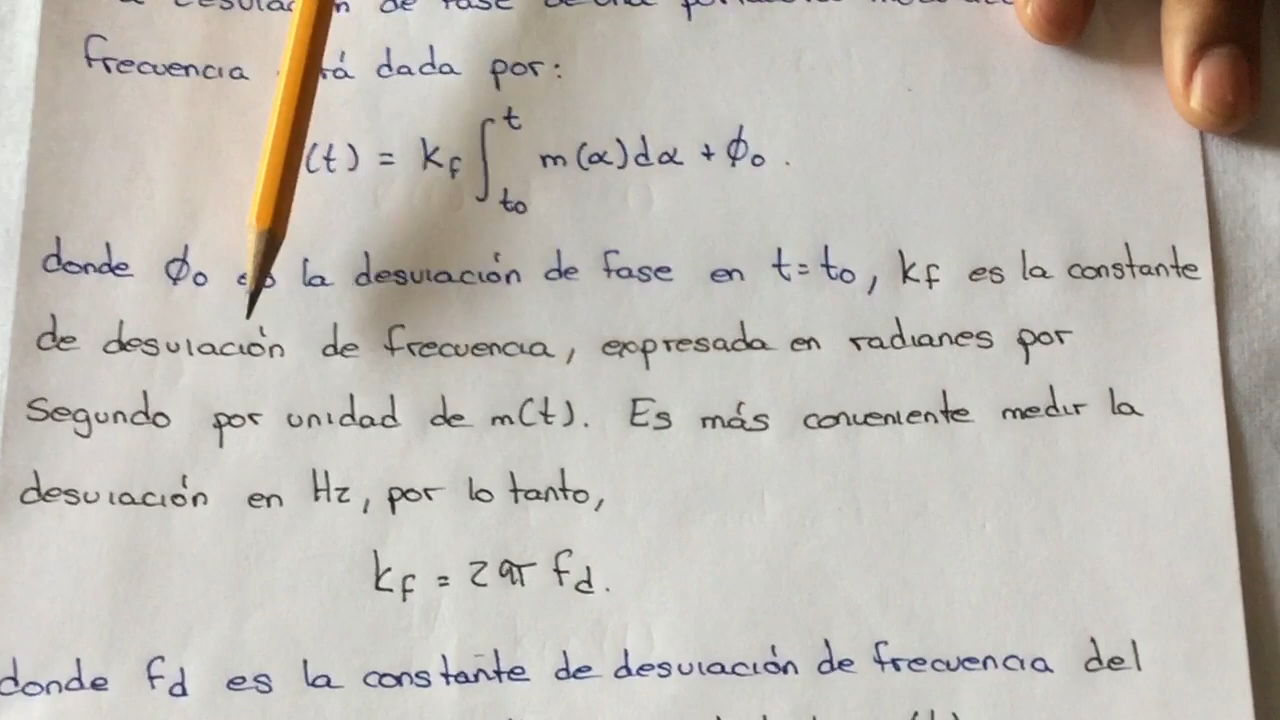 de fase
frecuencia dada por:
(t) = kf ∫ t to m(α)dα + ϕo .
donde ϕo la desviación de fase en t=to, kf es la constante
de desviación de frecuencia, expresada en radianes por
Segundo por unidad de m(t). Es más conveniente medir la
desviación en Hz, por lo tanto,
kf = 2π fd.
donde fd es la constante de desviación de frecuencia del